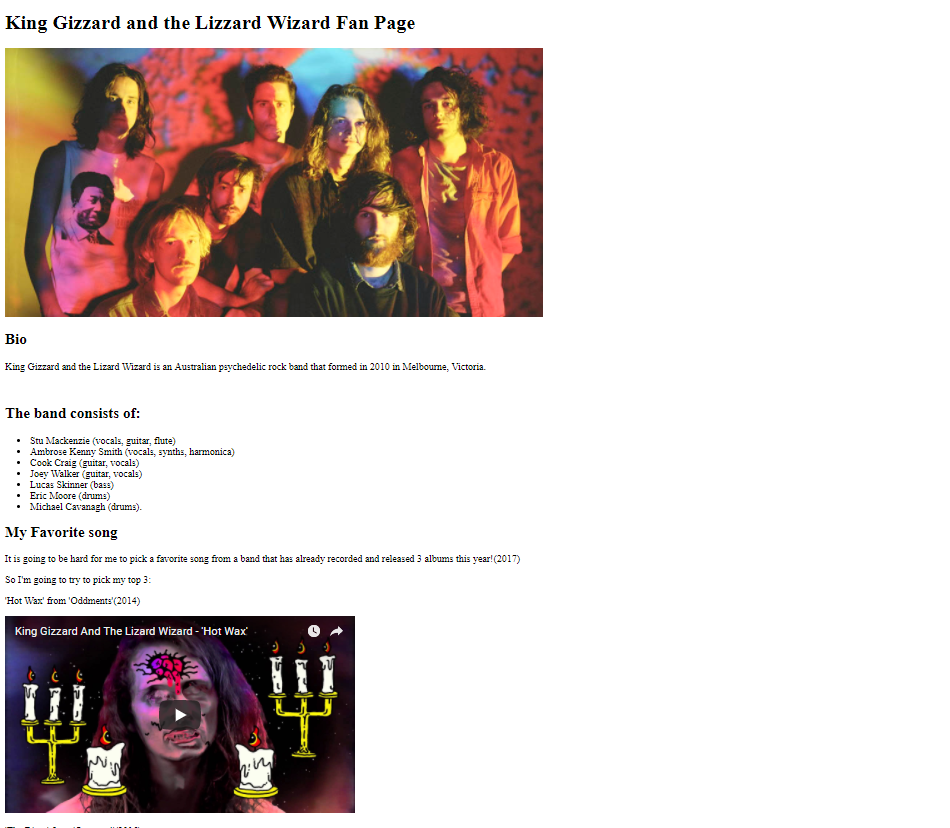 King Gizzard and the Lizzard Wizard Fan Page
Bio
King Gizzard and the Lizard Wizard is an Australian psychedelic rock band that formed in 2010 in Melbourne, Victoria.
The band consists of:
Stu Mackenzie (vocals, guitar, flute)
Ambrose Kenny Smith (vocals, synths, harmonica)
Cook Craig (guitar, vocals)
Joey Walker (guitar, vocals)
Lucas Skinner (bass)
Eric Moore (drums)
Michael Cavanagh (drums).
My Favorite song
It is going to be hard for me to pick a favorite song from a band that has already recorded and released 3 albums this year!(2017)
So I'm going to try to pick my top 3:
'Hot Wax' from 'Oddments'(2014)
King Gizzard And The Lizard Wizard - 'Hot Wax'